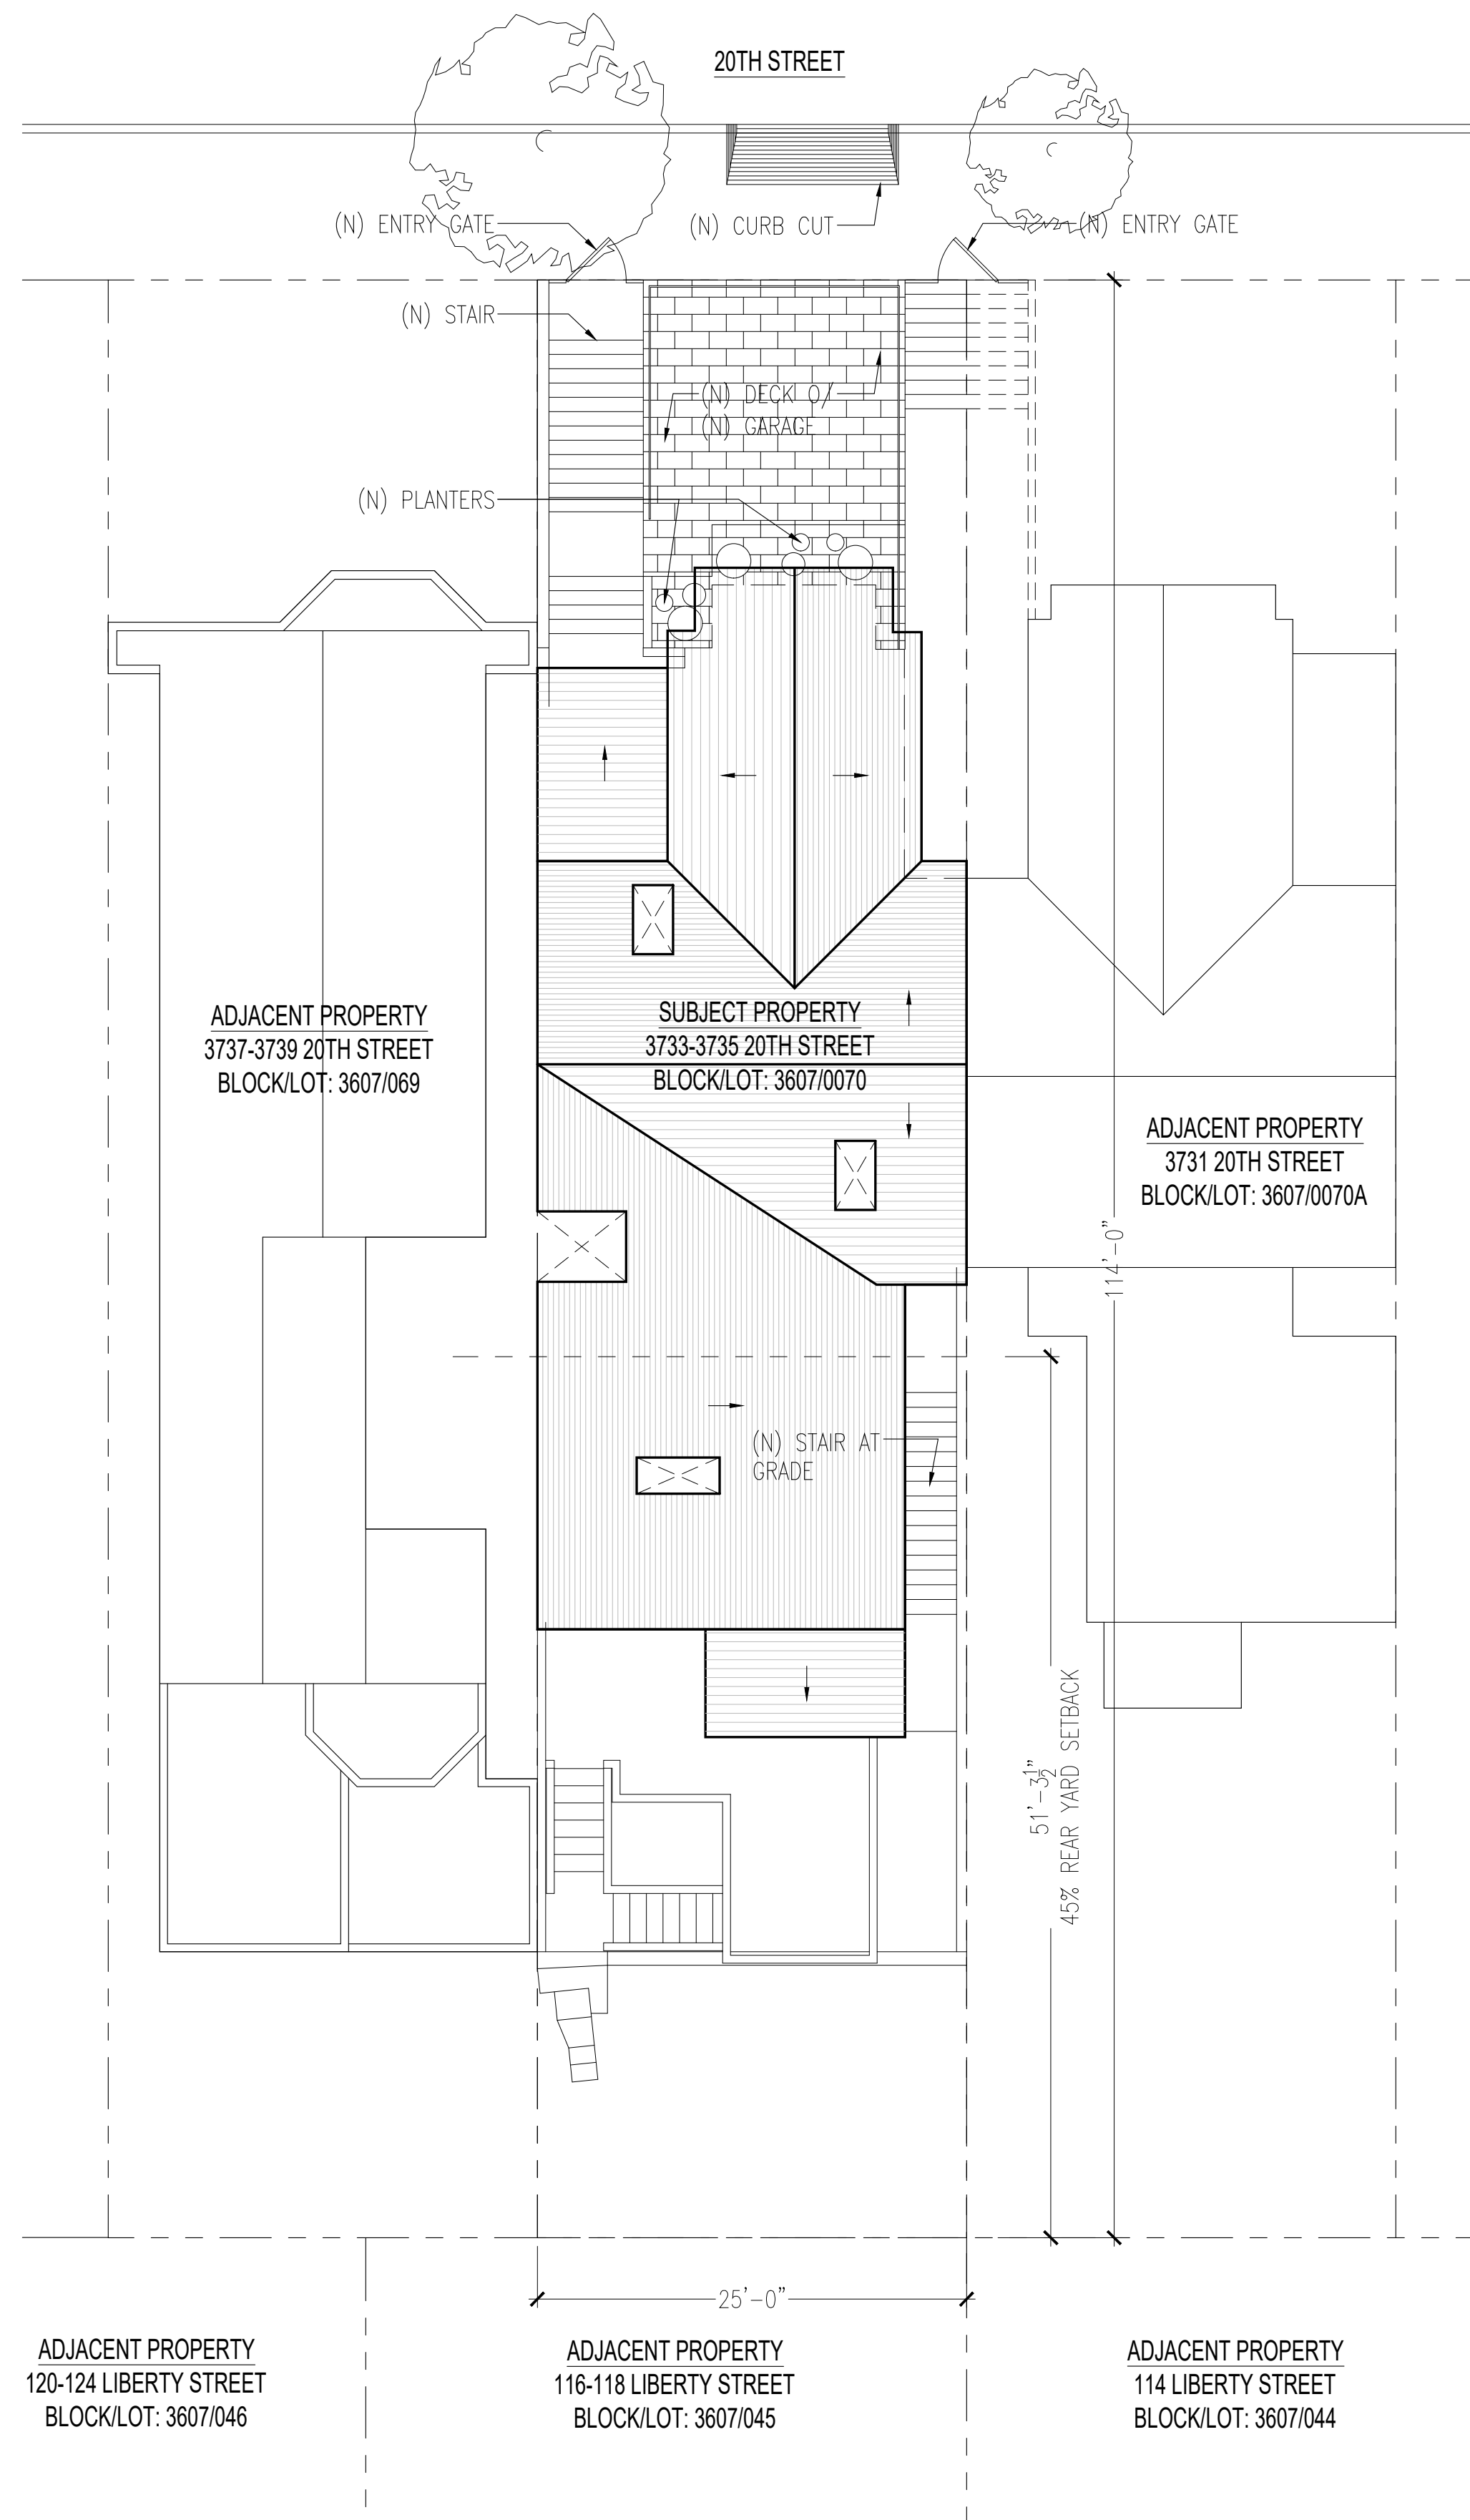 20TH STREET
(N) ENTRY GATE
(N) CURB CUT
(N) ENTRY GATE
(N) STAIR
(N) DECK O/
(N) GARAGE
(N) PLANTERS
ADJACENT PROPERTY
3737-3739 20TH STREET
BLOCK/LOT: 3607/069
SUBJECT PROPERTY
3733-3735 20TH STREET
BLOCK/LOT: 3607/0070
ADJACENT PROPERTY
3731 20TH STREET
BLOCK/LOT: 3607/0070A
114'-0"
(N) STAIR AT
GRADE
51'-3 1/2"
45% REAR YARD SETBACK
25'-0"
ADJACENT PROPERTY
120-124 LIBERTY STREET
BLOCK/LOT: 3607/046
ADJACENT PROPERTY
116-118 LIBERTY STREET
BLOCK/LOT: 3607/045
ADJACENT PROPERTY
114 LIBERTY STREET
BLOCK/LOT: 3607/044